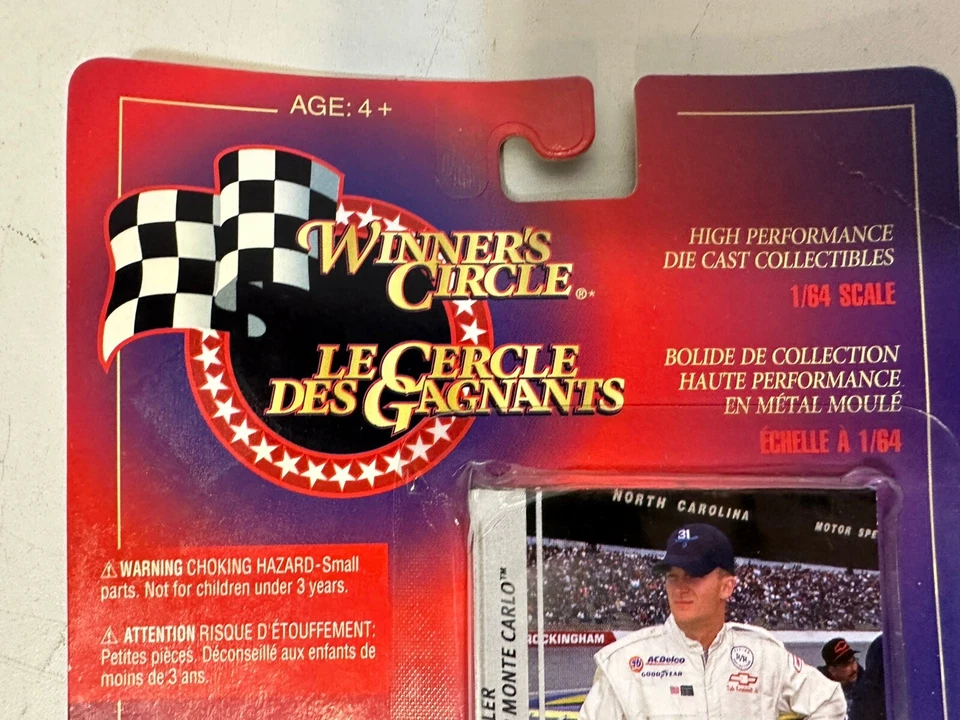 AGE: 4+
WINNER'S
CIRCLE®*
LE CERCLE
DES GAGNANTS
HIGH PERFORMANCE
DIE CAST COLLECTIBLES
1/64 SCALE
BOLIDE DE COLLECTION
HAUTE PERFORMANCE
EN MÉTAL MOULÉ
ÉCHELLE À 1/64
⚠ WARNING CHOKING HAZARD-Small
parts. Not for children under 3 years.
⚠ ATTENTION RISQUE D'ÉTOUFFEMENT:
Petites pièces. Déconseillé aux enfants de
moins de 3 ans.
NORTH CAROLINA
MOTOR SPE
31
ROCKINGHAM
76
ACDelco
GOODYEAR
MONTE CARLO™
LER